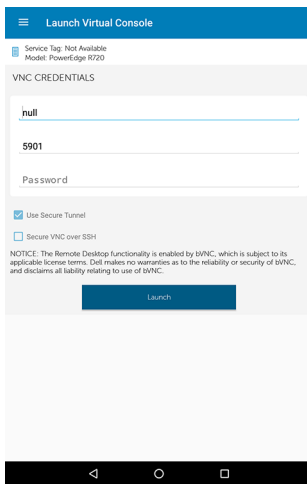 Launch Virtual Console
Service Tag: Not Available
Model: PowerEdge R720
VNC CREDENTIALS
null
5901
Password
Use Secure Tunnel
Secure VNC over SSH
NOTICE: The Remote Desktop functionality is enabled by bVNC, which is subject to its
applicable license terms. Dell makes no warranties as to the reliability or security of bVNC,
and disclaims all liability relating to use of bVNC.
Launch